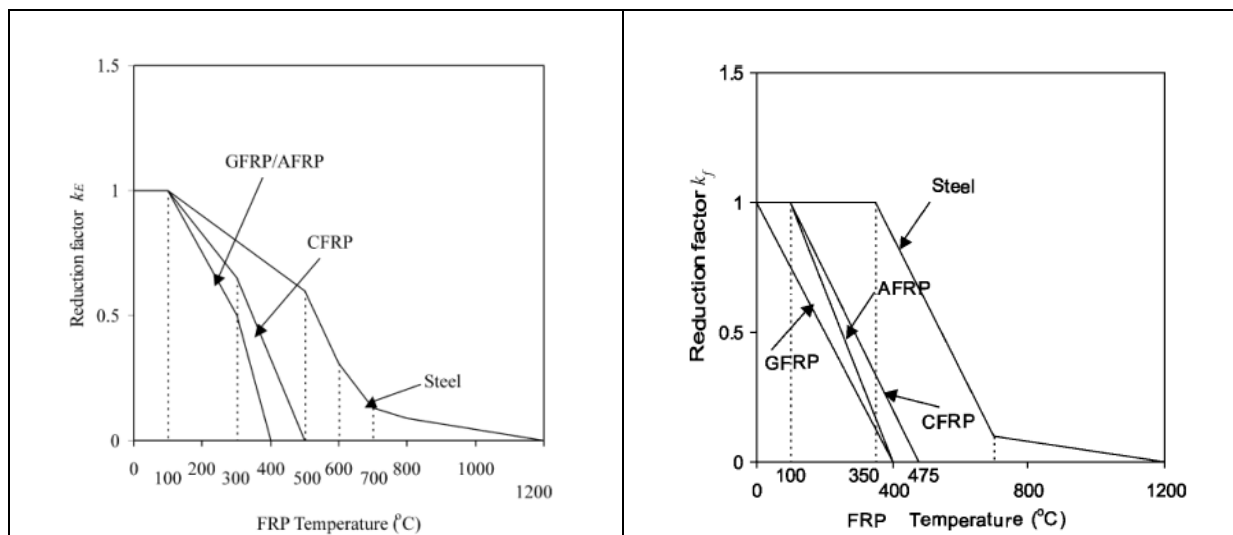 1.5
1
0.5
0
Reduction factor kE
GFRP/AFRP
CFRP
Steel
0 200 400 600 800 1000
100 300 500 700 1200
FRP Temperature (oC)
1.5
1
0.5
0
Reduction factor kf
Steel
AFRP
GFRP
CFRP
100 350 475
0 400 800 1200
FRP Temperature (oC)